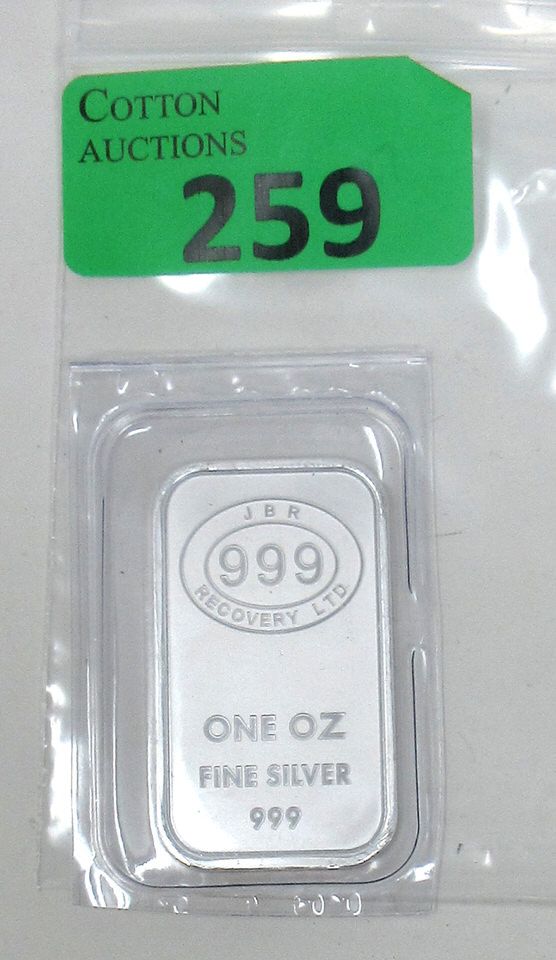 COTTON
AUCTIONS
259
JBR
999
RECOVERY LTD.
ONE OZ
FINE SILVER
999